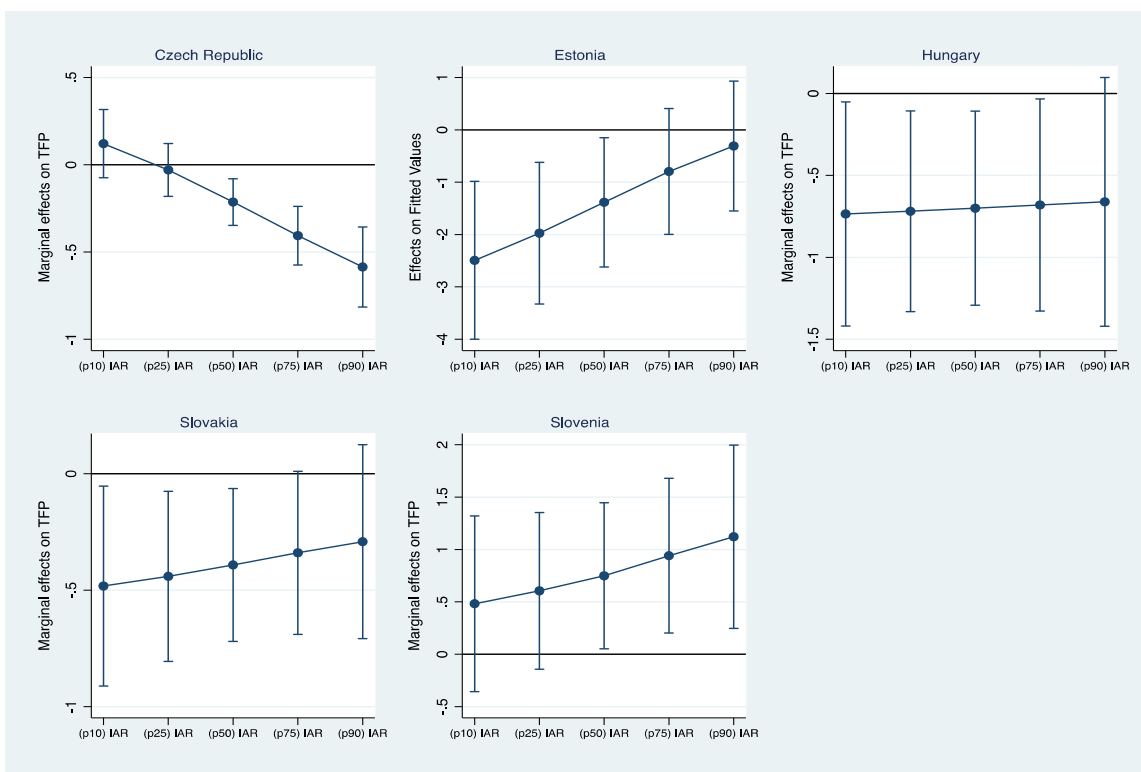 Czech Republic
Marginal effects on TFP
.5
0
-.5
-1
(p10) IAR (p25) IAR (p50) IAR (p75) IAR (p90) IAR
Estonia
Effects on Fitted Values
1
0
-1
-2
-3
-4
(p10) IAR (p25) IAR (p50) IAR (p75) IAR (p90) IAR
Hungary
Marginal effects on TFP
0
-.5
-1
-1.5
(p10) IAR (p25) IAR (p50) IAR (p75) IAR (p90) IAR
Slovakia
Marginal effects on TFP
0
-.5
-1
(p10) IAR (p25) IAR (p50) IAR (p75) IAR (p90) IAR
Slovenia
Marginal effects on TFP
2
1.5
1
.5
0
-.5
(p10) IAR (p25) IAR (p50) IAR (p75) IAR (p90) IAR